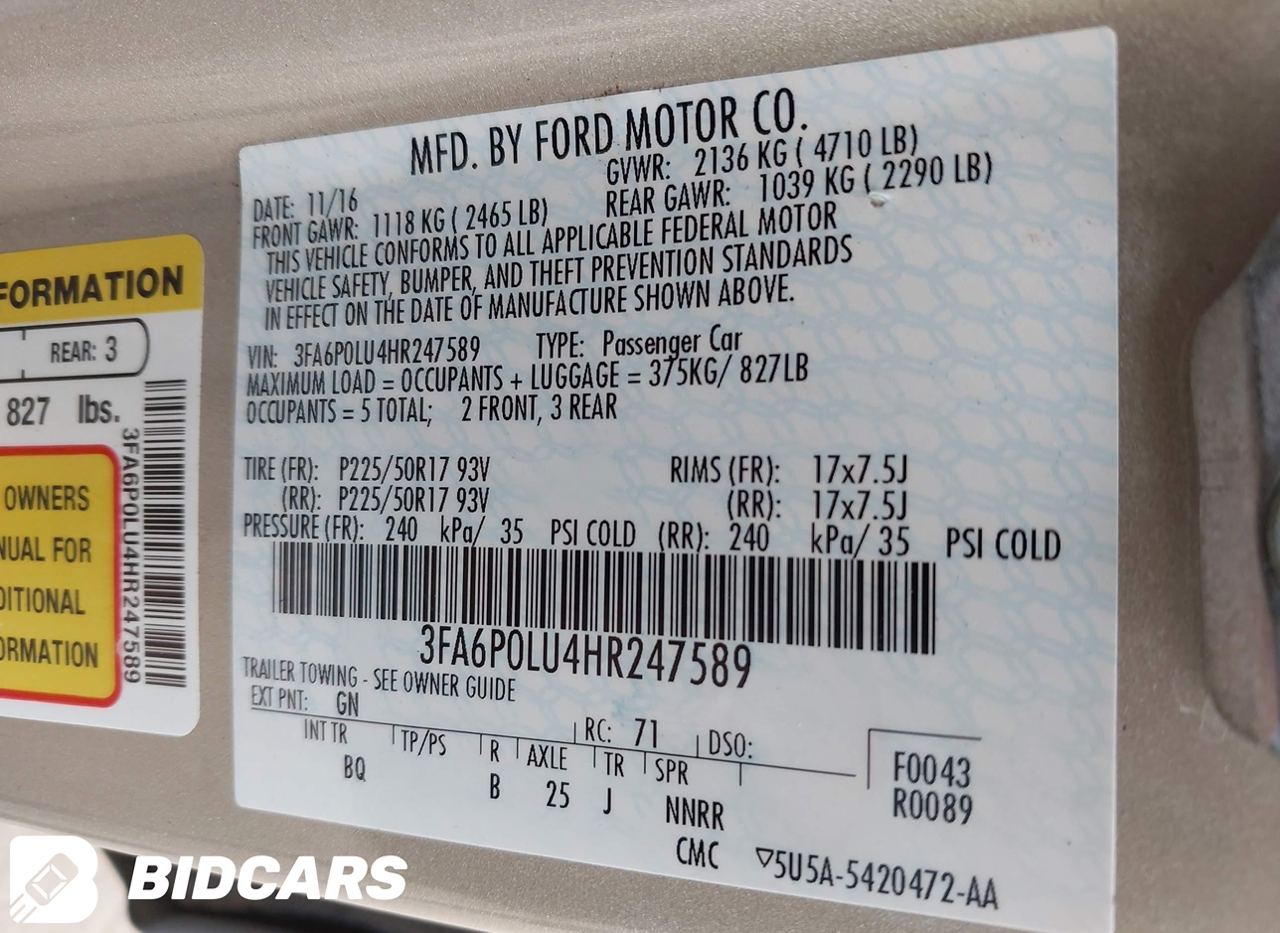 MFD. BY FORD MOTOR CO.
DATE: 11/16 GVWR: 2136 KG ( 4710 LB)
FRONT GAWR: 1118 KG ( 2465 LB) REAR GAWR: 1039 KG ( 2290 LB)
THIS VEHICLE CONFORMS TO ALL APPLICABLE FEDERAL MOTOR
VEHICLE SAFETY, BUMPER, AND THEFT PREVENTION STANDARDS
IN EFFECT ON THE DATE OF MANUFACTURE SHOWN ABOVE.
VIN: 3FA6P0LU4HR247589 TYPE: Passenger Car
MAXIMUM LOAD = OCCUPANTS + LUGGAGE = 375KG/ 827LB
OCCUPANTS = 5 TOTAL; 2 FRONT, 3 REAR
TIRE (FR): P225/50R17 93V RIMS (FR): 17x7.5J
(RR): P225/50R17 93V (RR): 17x7.5J
PRESSURE (FR): 240 kPa/ 35 PSI COLD (RR): 240 kPa/ 35 PSI COLD
3FA6P0LU4HR247589
TRAILER TOWING - SEE OWNER GUIDE
EXT PNT: GN RC: 71 DSO:
INT TR TP/PS R AXLE TR SPR
BQ B 25 J NNRR
F0043
R0089
CMC ▽5U5A-5420472-AA
FORMATION
REAR: 3
827 lbs.
3FA6P0LU4HR247589
OWNERS
NUAL FOR
DITIONAL
ORMATION
B
BIDCARS